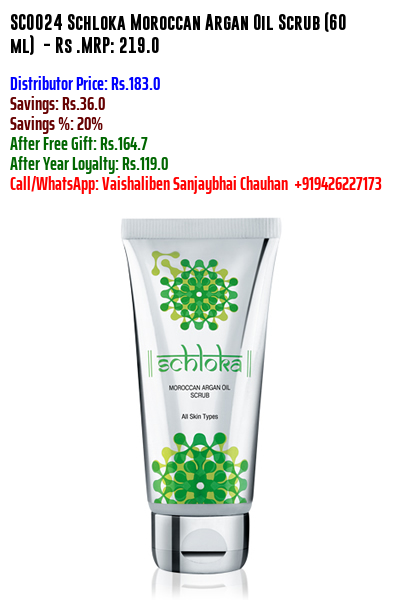 SC0024 Schloka Moroccan Argan Oil Scrub (60
ml) - Rs .MRP: 219.0
Distributor Price: Rs.183.0
Savings: Rs.36.0
Savings %: 20%
After Free Gift: Rs.164.7
After Year Loyalty: Rs.119.0
Call/WhatsApp: Vaishaliben Sanjaybhai Chauhan +919426227173
schloka
MOROCCAN ARGAN OIL
SCRUB
All Skin Types